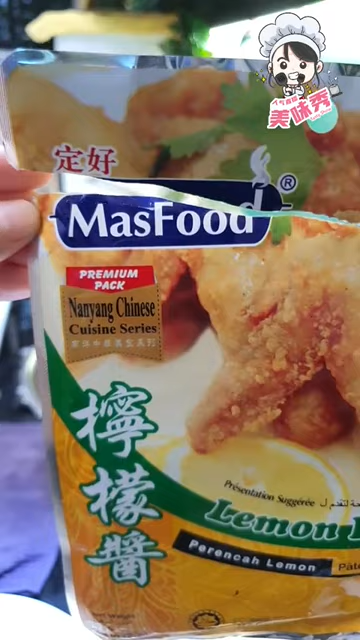 美味秀
定好
MasFood®
PREMIUM
PACK
Nanyang Chinese
Cuisine Series
檸檬醬
Présentation Suggérée
Lemon
Perencah Lemon